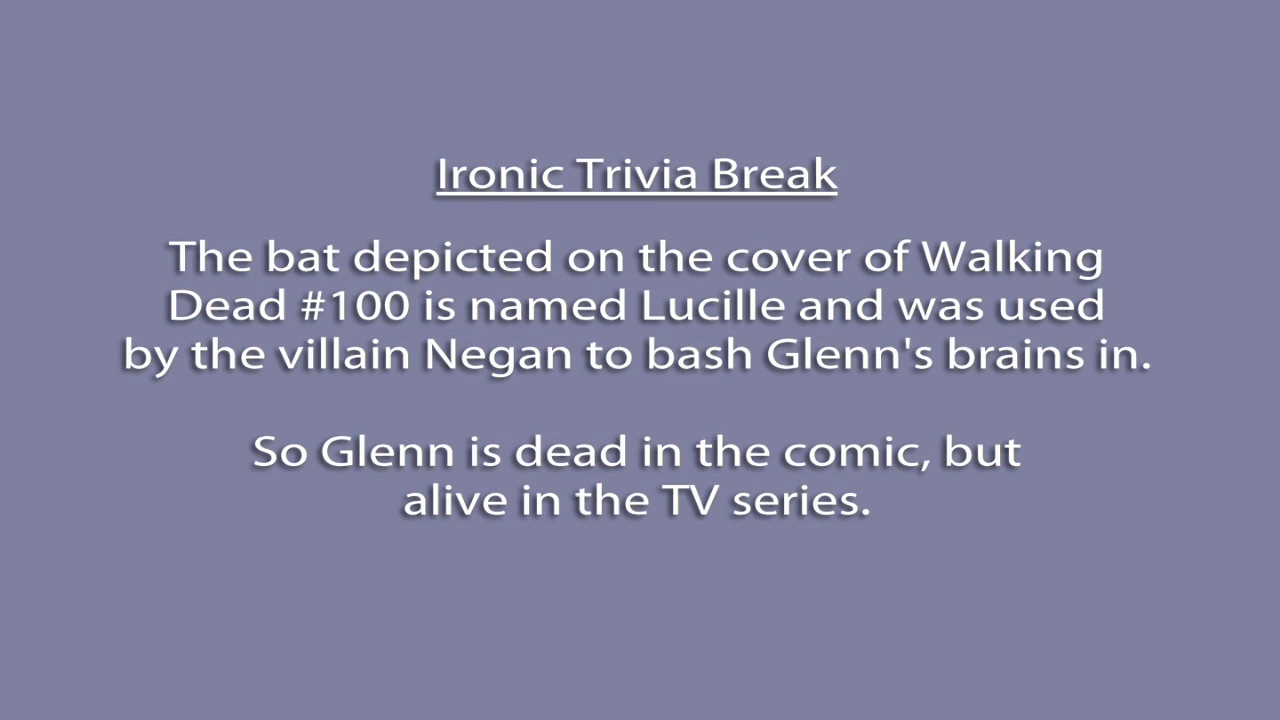 Ironic Trivia Break
The bat depicted on the cover of Walking
Dead #100 is named Lucille and was used
by the villain Negan to bash Glenn's brains in.
So Glenn is dead in the comic, but
alive in the TV series.